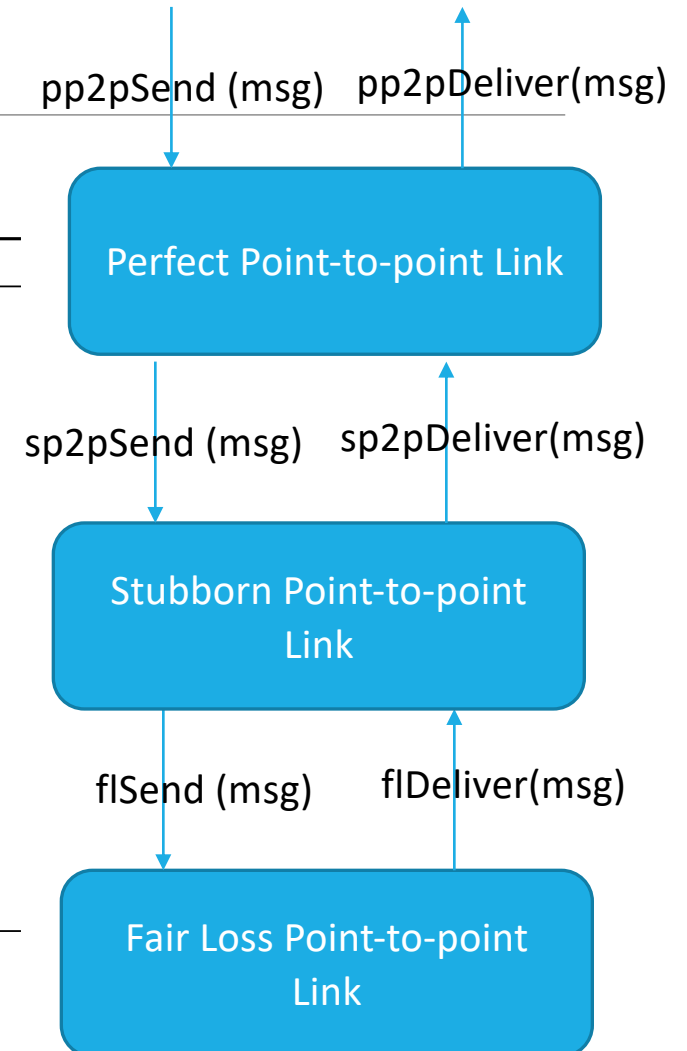 pp2pSend (msg) pp2pDeliver(msg)
Perfect Point-to-point Link
sp2pSend (msg) sp2pDeliver(msg)
Stubborn Point-to-point
Link
flSend (msg) flDeliver(msg)
Fair Loss Point-to-point
Link